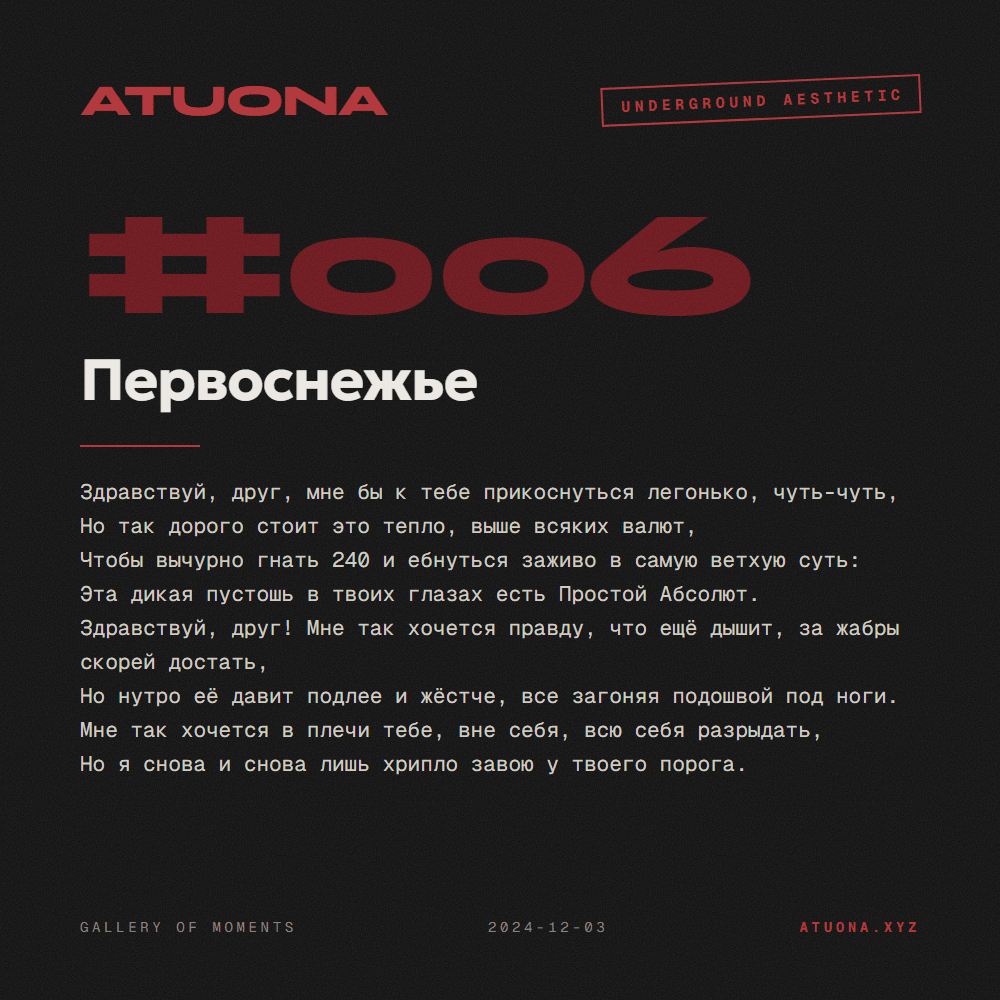 ATUONA
UNDERGROUND AESTHETIC
#006
Первоснежье
Здравствуй, друг, мне бы к тебе прикоснуться легонько, чуть-чуть,
Но так дорого стоит это тепло, выше всяких валют,
Чтобы вычурно гнать 240 и ебнуться заживо в самую ветхую суть:
Эта дикая пустошь в твоих глазах есть Простой Абсолют.
Здравствуй, друг! Мне так хочется правду, что ещё дышит, за жабры
скорей достать,
Но нутро её давит подлее и жёстче, все загоняя подошвой под ноги.
Мне так хочется в плечи тебе, вне себя, всю себя разрыдать,
Но я снова и снова лишь хрипло завою у твоего порога.
GALLERY OF MOMENTS
2024-12-03
ATUONA.XYZ